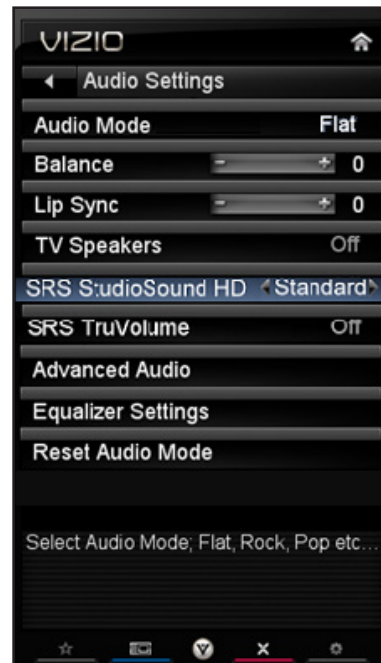 VIZIO
Audio Settings
Audio Mode Flat
Balance - + 0
Lip Sync - + 0
TV Speakers Off
SRS StudioSound HD Standard
SRS TruVolume Off
Advanced Audio
Equalizer Settings
Reset Audio Mode
Select Audio Mode; Flat, Rock, Pop etc...